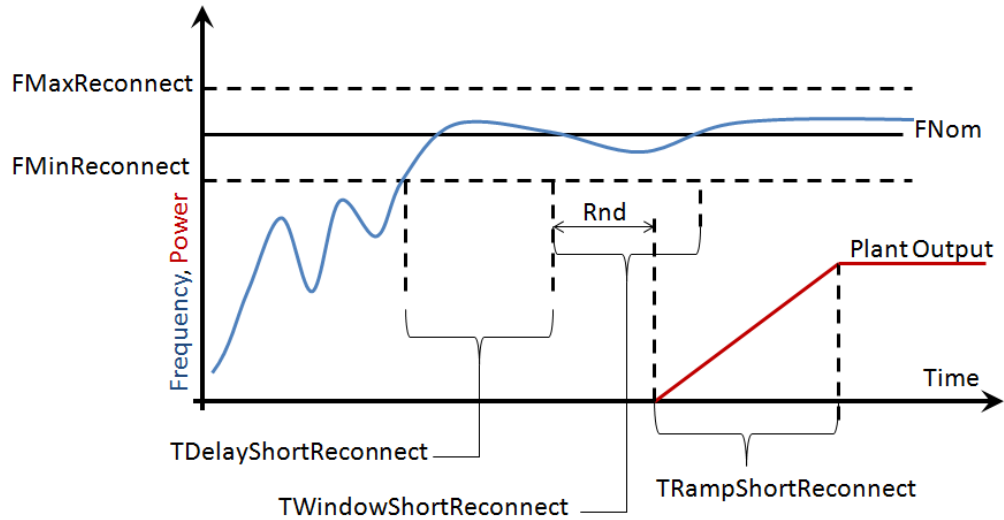 FMaxReconnect
FNom
FMinReconnect
Rnd
Frequency, Power
Plant Output
Time
TDelayShortReconnect
TWindowShortReconnect
TRampShortReconnect